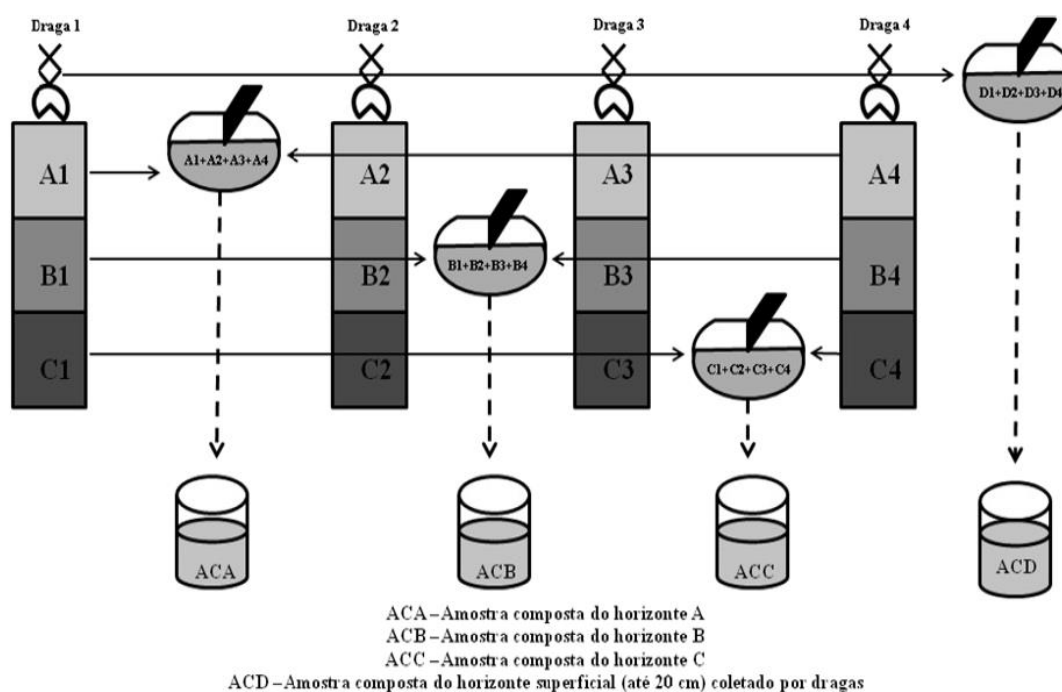 Draga 1
Draga 2
Draga 3
Draga 4
D1+D2+D3+D4
A1+A2+A3+A4
A1
A2
A3
A4
B1+B2+B3+B4
B1
B2
B3
B4
C1+C2+C3+C4
C1
C2
C3
C4
ACA
ACB
ACC
ACD
ACA –Amostra composta do horizonte A
ACB –Amostra composta do horizonte B
ACC –Amostra composta do horizonte C
ACD –Amostra composta do horizonte superficial (até 20 cm) coletado por dragas